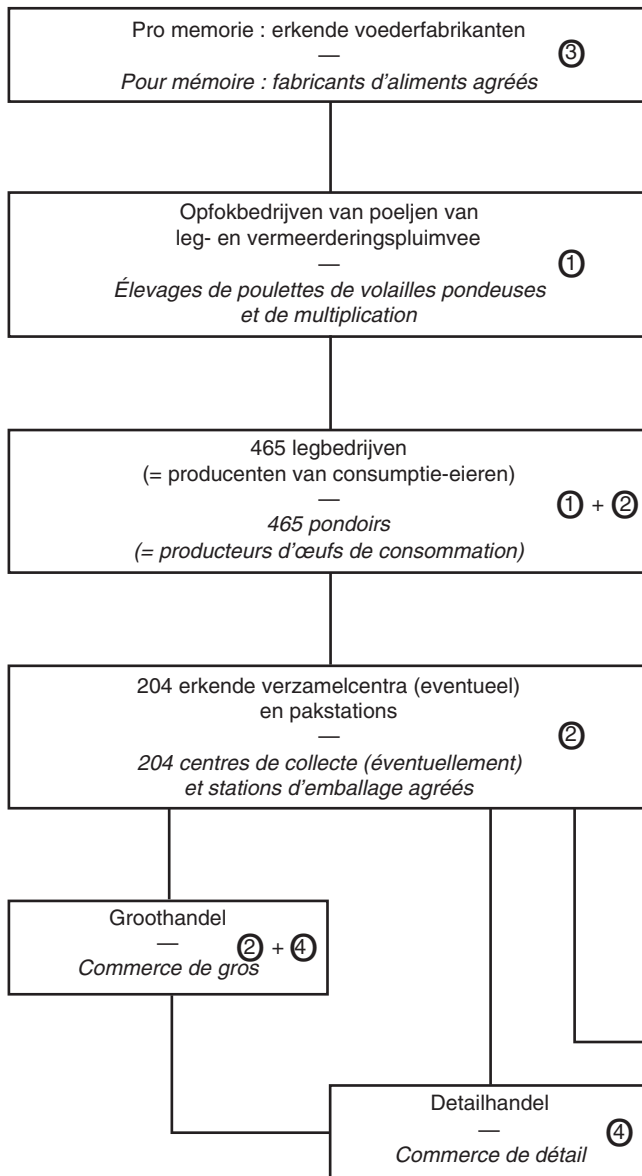 Pro memorie : erkende voederfabrikanten
—
Pour mémoire : fabricants d’aliments agréés
3
Opfokbedrijven van poeljen van
leg- en vermeerderingspluimvee
—
Élevages de poulettes de volailles pondeuses
et de multiplication
1
465 legbedrijven
(= producenten van consumptie-eieren)
—
465 pondoirs
(= producteurs d’œufs de consommation)
1 + 2
204 erkende verzamelcentra (eventueel)
en pakstations
—
204 centres de collecte (éventuellement)
et stations d’emballage agréés
2
Groothandel
—
Commerce de gros
2 + 4
Detailhandel
—
Commerce de détail
4